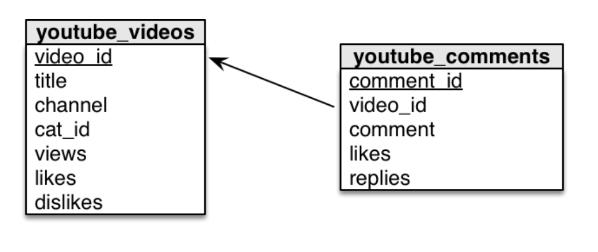 youtube_videos
video_id
title
channel
cat_id
views
likes
dislikes
youtube_comments
comment_id
video_id
comment
likes
replies